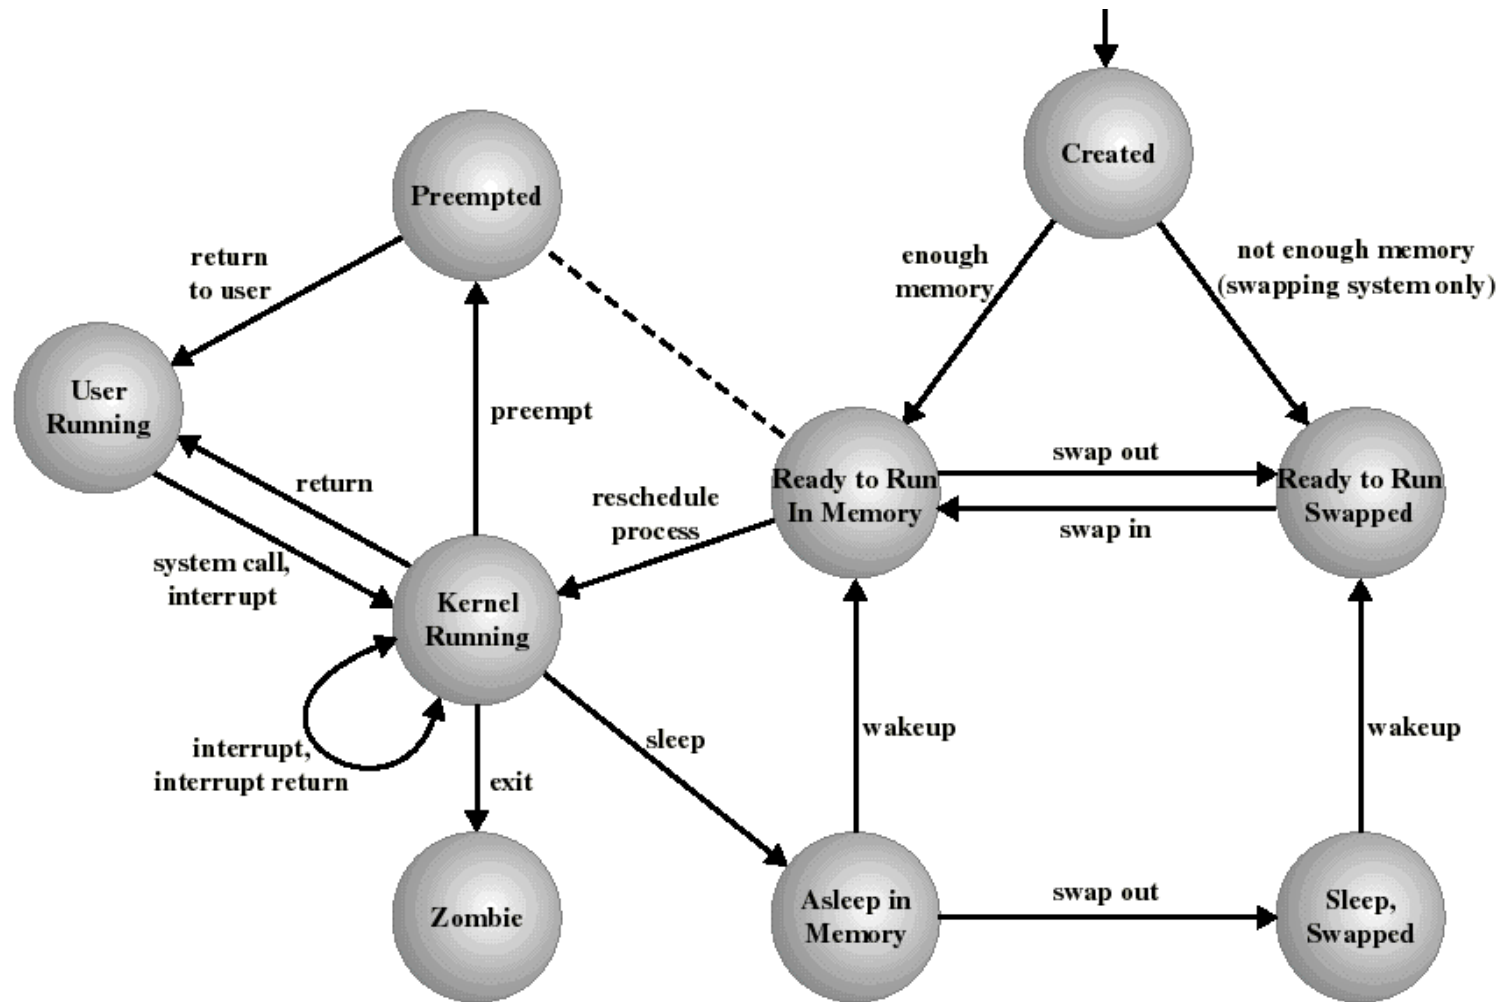 Created
Preempted
enough
memory
not enough memory
(swapping system only)
return
to user
User
Running
preempt
return
system call,
interrupt
reschedule
process
Ready to Run
In Memory
swap out
swap in
Ready to Run
Swapped
Kernel
Running
interrupt,
interrupt return
sleep
exit
wakeup
wakeup
Zombie
Asleep in
Memory
swap out
Sleep,
Swapped